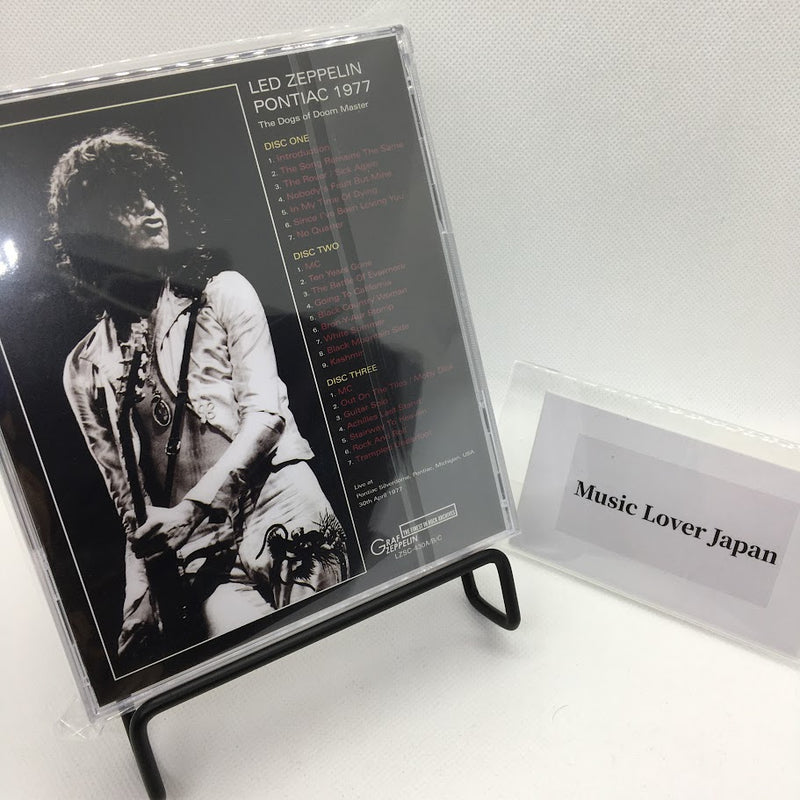 LED ZEPPELIN
PONTIAC 1977
The Dogs of Doom Master
DISC ONE
1. Introduction
2. The Song Remains The Same
3. The Rover / Sick Again
4. Nobody's Fault But Mine
5. In My Time Of Dying
6. Since I've Been Loving You
7. No Quarter
DISC TWO
1. MC
2. Ten Years Gone
3. The Battle Of Evermore
4. Going To California
5. Black Country Woman
6. Bron-Y-Aur Stomp
7. White Summer
8. Black Mountain Side
9. Kashmir
DISC THREE
1. MC
2. Out On The Tiles / Moby Dick
3. Guitar Solo
4. Achilles Last Stand
5. Stairway To Heaven
6. Rock And Roll
7. Trampled Underfoot
Live at
Pontiac Silverdome, Pontiac, Michigan, USA
30th April 1977
GRAF ZEPPELIN
THE FINEST IN ROCK ARCHIVES
LZSC-430A/B/C
Music Lover Japan